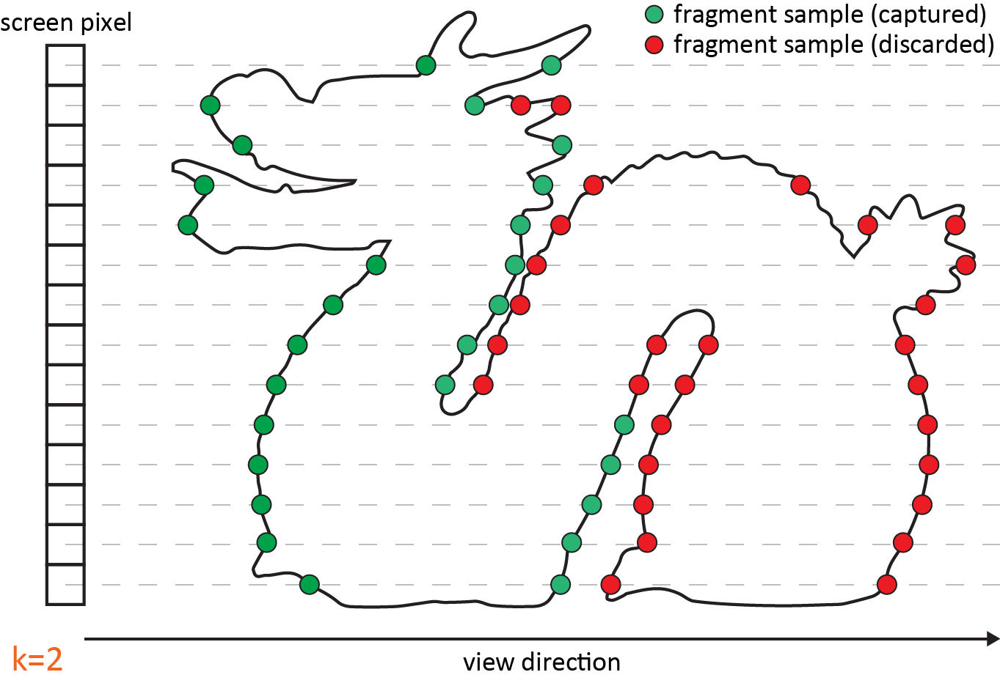 screen pixel
fragment sample (captured)
fragment sample (discarded)
k=2
view direction